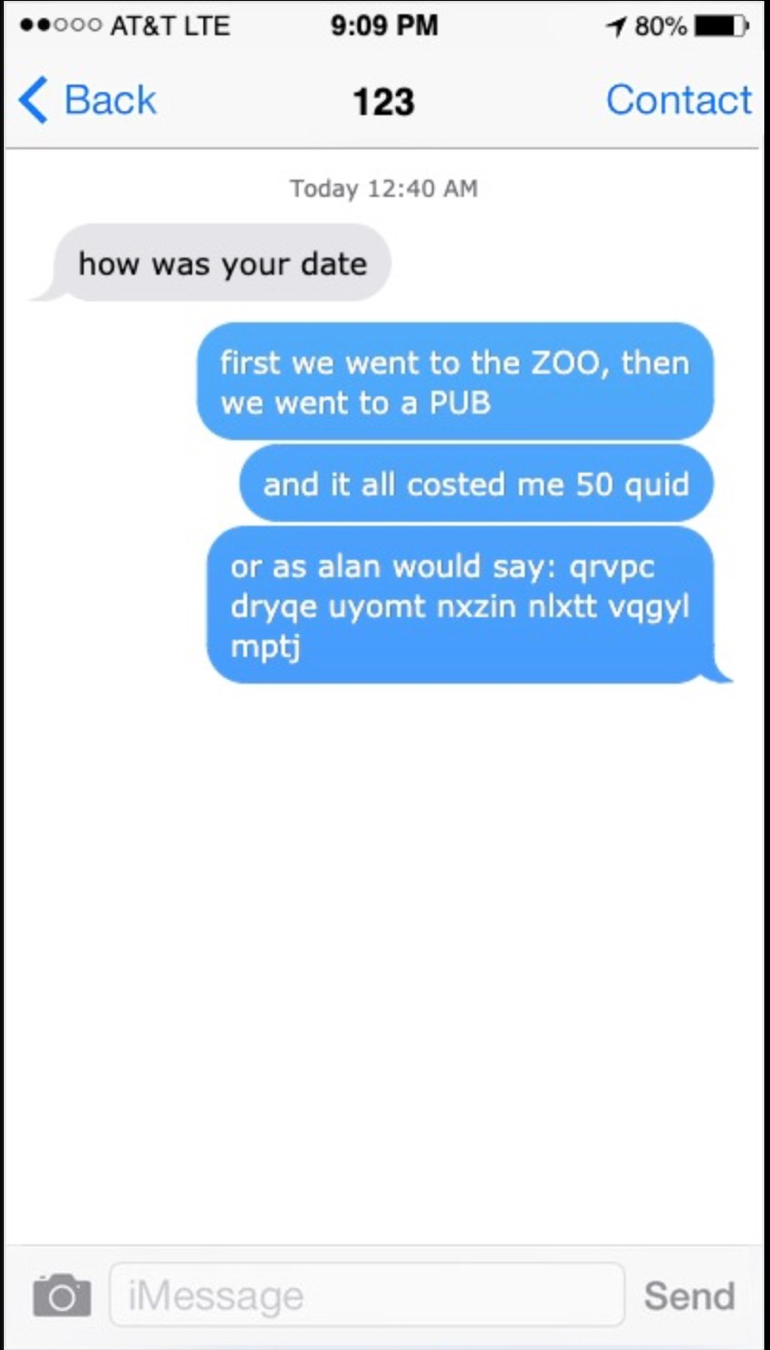 AT&T LTE 9:09 PM 80%
Back 123 Contact
Today 12:40 AM
how was your date
first we went to the ZOO, then
we went to a PUB
and it all costed me 50 quid
or as alan would say: qrvpc
dryqe uyomt nxzin nlxtt vqgyl
mptj
iMessage Send